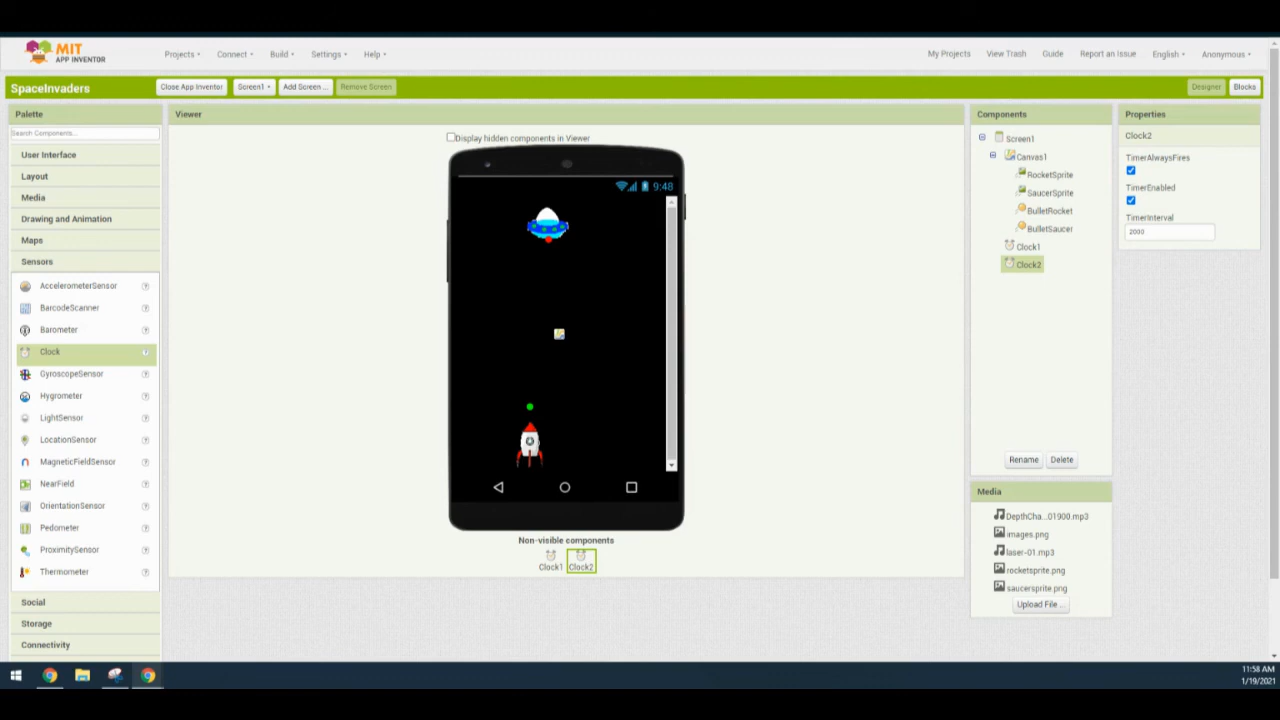 MIT
APP INVENTOR
Projects
Connect
Build
Settings
Help
My Projects
View Trash
Guide
Report an Issue
English
Anonymous
SpaceInvaders
Close App Inventor
Screen1
Add Screen ...
Remove Screen
Designer
Blocks
Palette
Search Components...
User Interface
Layout
Media
Drawing and Animation
Maps
Sensors
AccelerometerSensor
BarcodeScanner
Barometer
Clock
GyroscopeSensor
Hygrometer
LightSensor
LocationSensor
MagneticFieldSensor
NearField
OrientationSensor
Pedometer
ProximitySensor
Thermometer
Social
Storage
Connectivity
Viewer
Display hidden components in Viewer
9:48
Non-visible components
Clock1
Clock2
Components
Screen1
Canvas1
RocketSprite
SaucerSprite
BulletRocket
BulletSaucer
Clock1
Clock2
Rename
Delete
Media
DepthCha...01900.mp3
images.png
laser-01.mp3
rocketsprite.png
saucersprite.png
Upload File ...
Properties
Clock2
TimerAlwaysFires
TimerEnabled
TimerInterval
2000
11:58 AM
1/19/2021